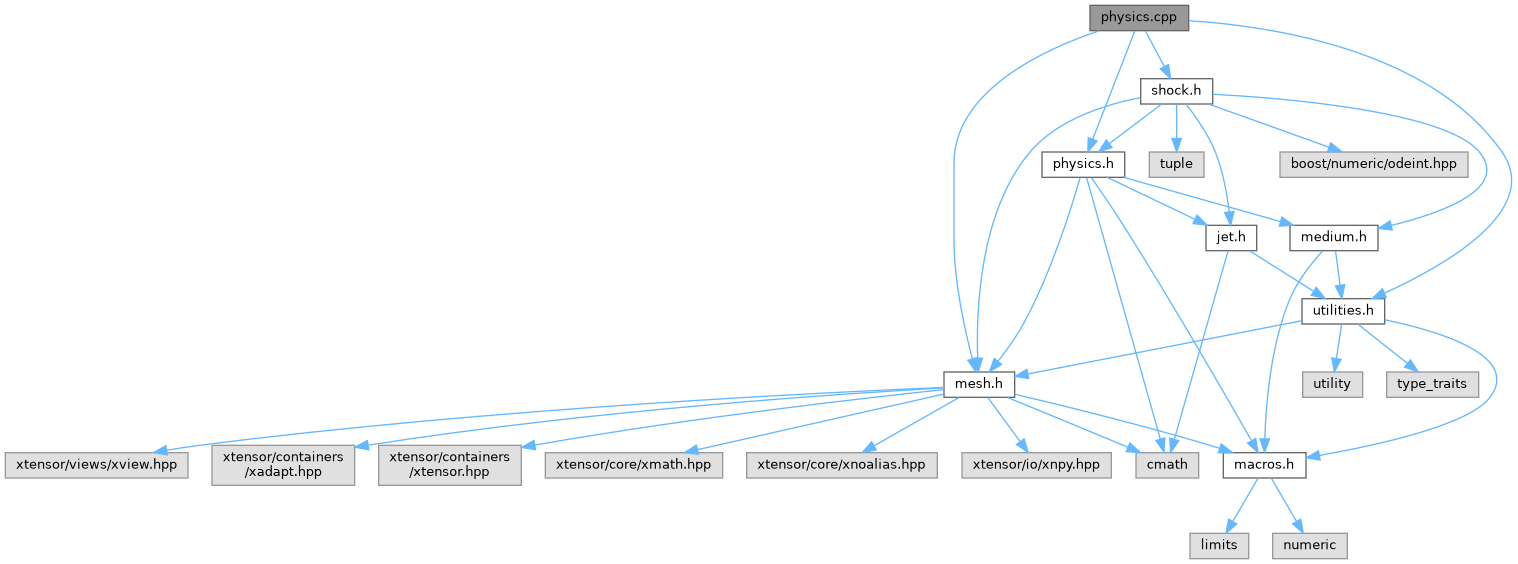 physics.cpp
shock.h
physics.h
tuple
boost/numeric/odeint.hpp
jet.h
medium.h
utilities.h
mesh.h
utility
type_traits
xtensor/views/xview.hpp
xtensor/containers
/xadapt.hpp
xtensor/containers
/xtensor.hpp
xtensor/core/xmath.hpp
xtensor/core/xnoalias.hpp
xtensor/io/xnpy.hpp
cmath
macros.h
limits
numeric